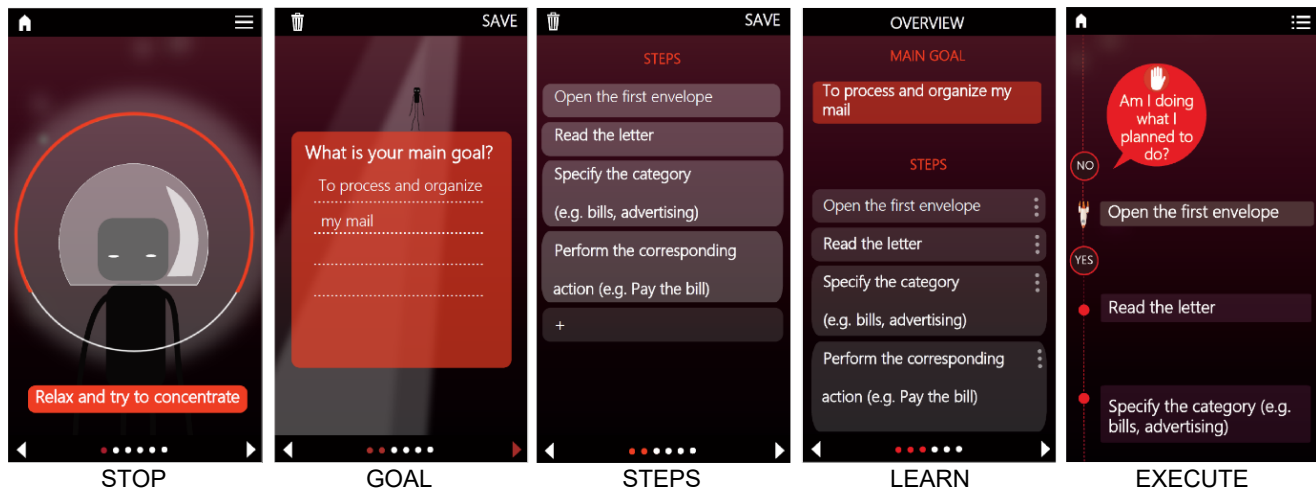 Relax and try to concentrate
STOP
SAVE
What is your main goal?
To process and organize
my mail
GOAL
SAVE
STEPS
Open the first envelope
Read the letter
Specify the category
(e.g. bills, advertising)
Perform the corresponding
action (e.g. Pay the bill)
+
STEPS
OVERVIEW
MAIN GOAL
To process and organize my
mail
STEPS
Open the first envelope
Read the letter
Specify the category
(e.g. bills, advertising)
Perform the corresponding
action (e.g. Pay the bill)
LEARN
Am I doing
what I
planned to
do?
NO
Open the first envelope
YES
Read the letter
Specify the category (e.g.
bills, advertising)
EXECUTE